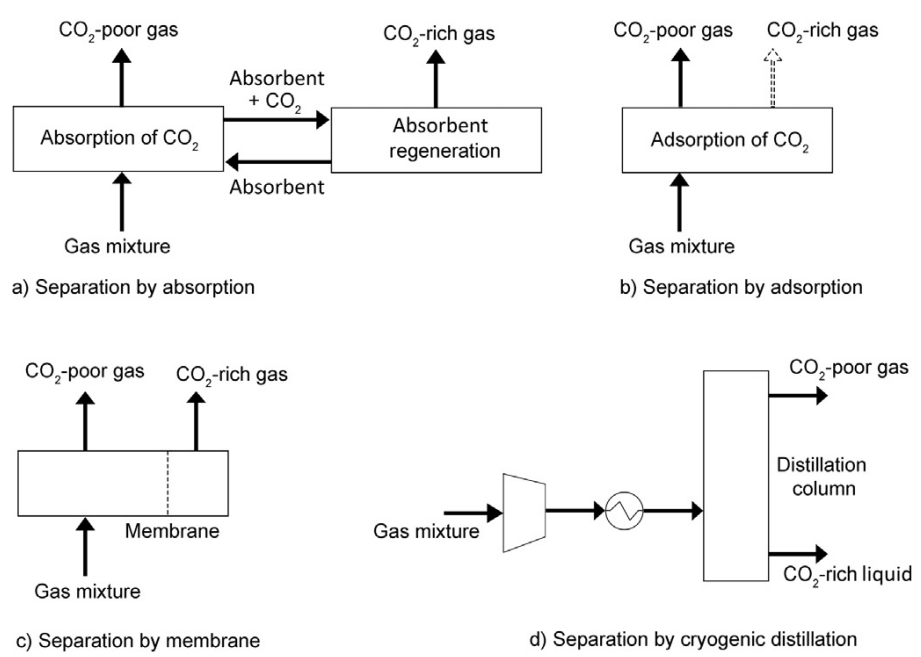 CO₂-poor gas
CO₂-rich gas
Absorbent
+ CO₂
Absorption of CO₂
Absorbent
regeneration
Absorbent
Gas mixture
a) Separation by absorption
CO₂-poor gas
CO₂-rich gas
Adsorption of CO₂
Gas mixture
b) Separation by adsorption
CO₂-poor gas
CO₂-rich gas
Membrane
Gas mixture
c) Separation by membrane
CO₂-poor gas
Distillation
column
Gas mixture
CO₂-rich liquid
d) Separation by cryogenic distillation